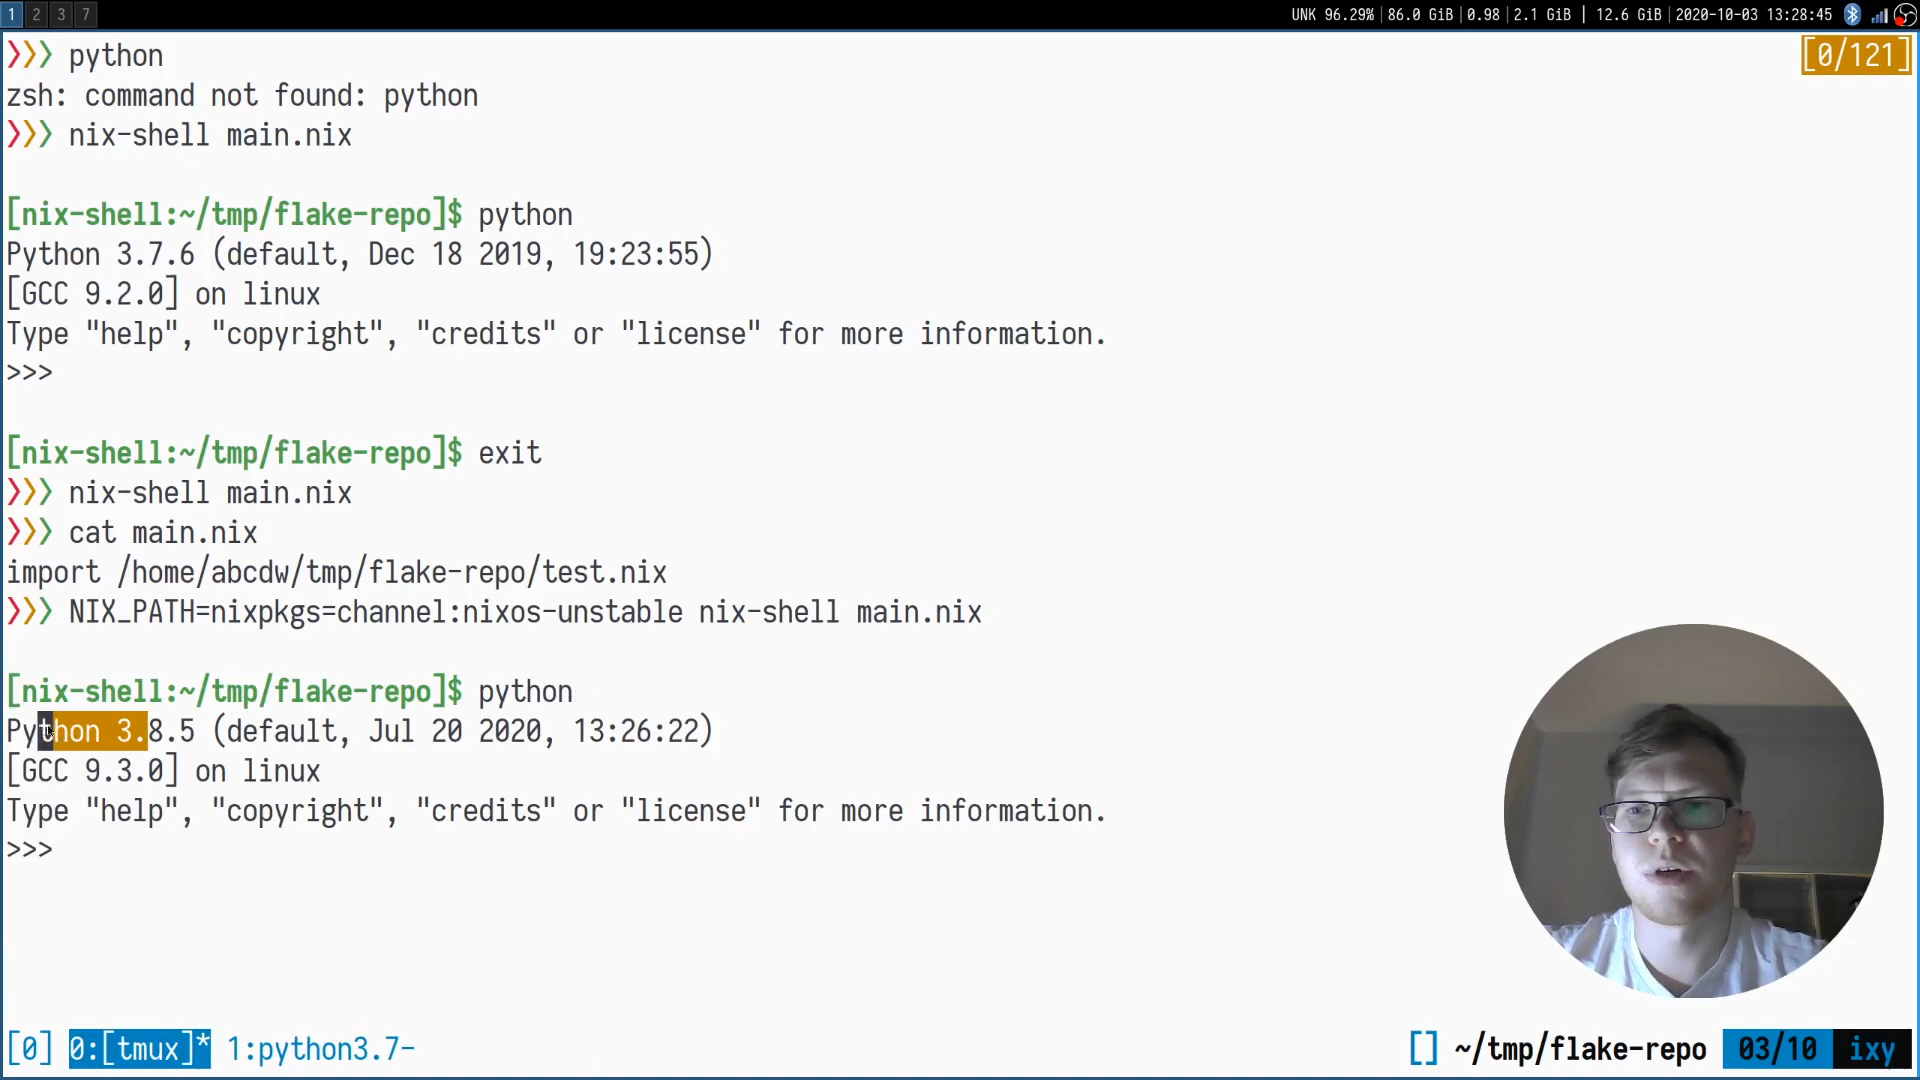 1 2 3 7 UNK 96.29% 86.0 GiB 0.98 2.1 GiB | 12.6 GiB 2020-10-03 13:28:45
❯❯❯ python [0/121]
zsh: command not found: python
❯❯❯ nix-shell main.nix
[nix-shell:~/tmp/flake-repo]$ python
Python 3.7.6 (default, Dec 18 2019, 19:23:55)
[GCC 9.2.0] on linux
Type "help", "copyright", "credits" or "license" for more information.
>>>
[nix-shell:~/tmp/flake-repo]$ exit
❯❯❯ nix-shell main.nix
❯❯❯ cat main.nix
import /home/abcdw/tmp/flake-repo/test.nix
❯❯❯ NIX_PATH=nixpkgs=channel:nixos-unstable nix-shell main.nix
[nix-shell:~/tmp/flake-repo]$ python
Python 3.8.5 (default, Jul 20 2020, 13:26:22)
[GCC 9.3.0] on linux
Type "help", "copyright", "credits" or "license" for more information.
>>>
[0] 0:[tmux]* 1:python3.7- [] ~/tmp/flake-repo 03/10 ixy